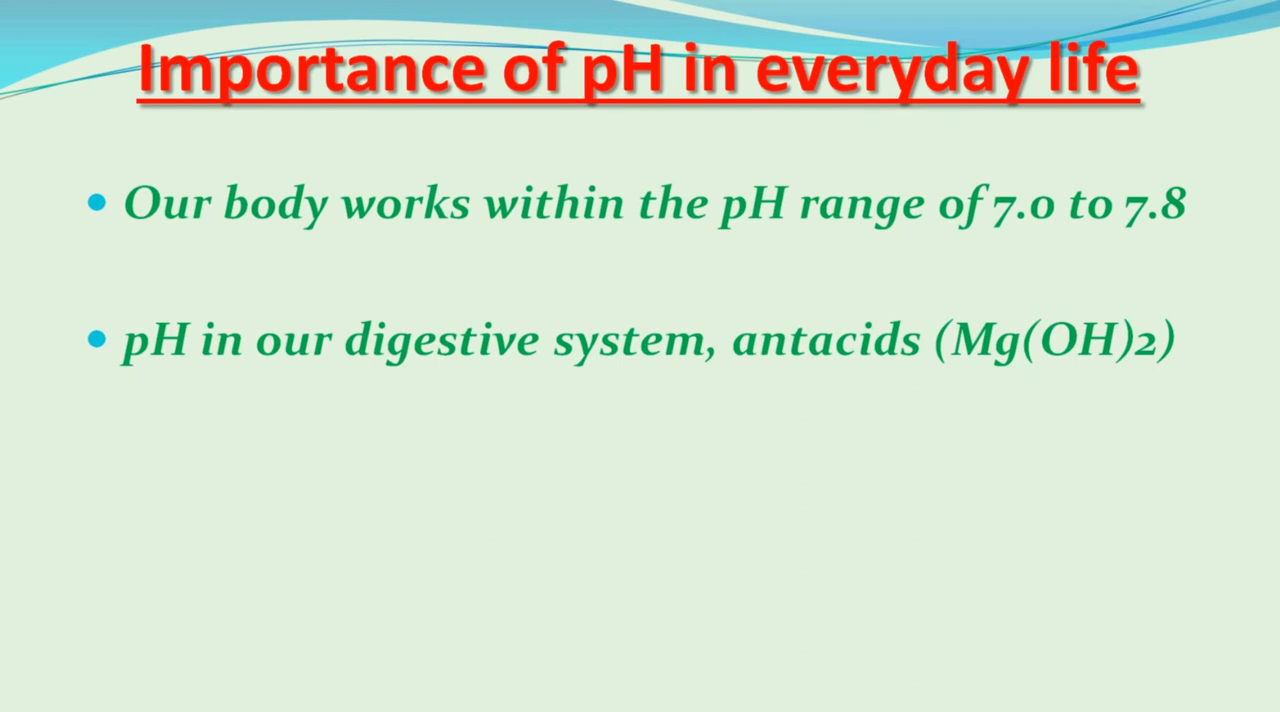 Importance of pH in everyday life
Our body works within the pH range of 7.0 to 7.8
pH in our digestive system, antacids (Mg(OH)2)